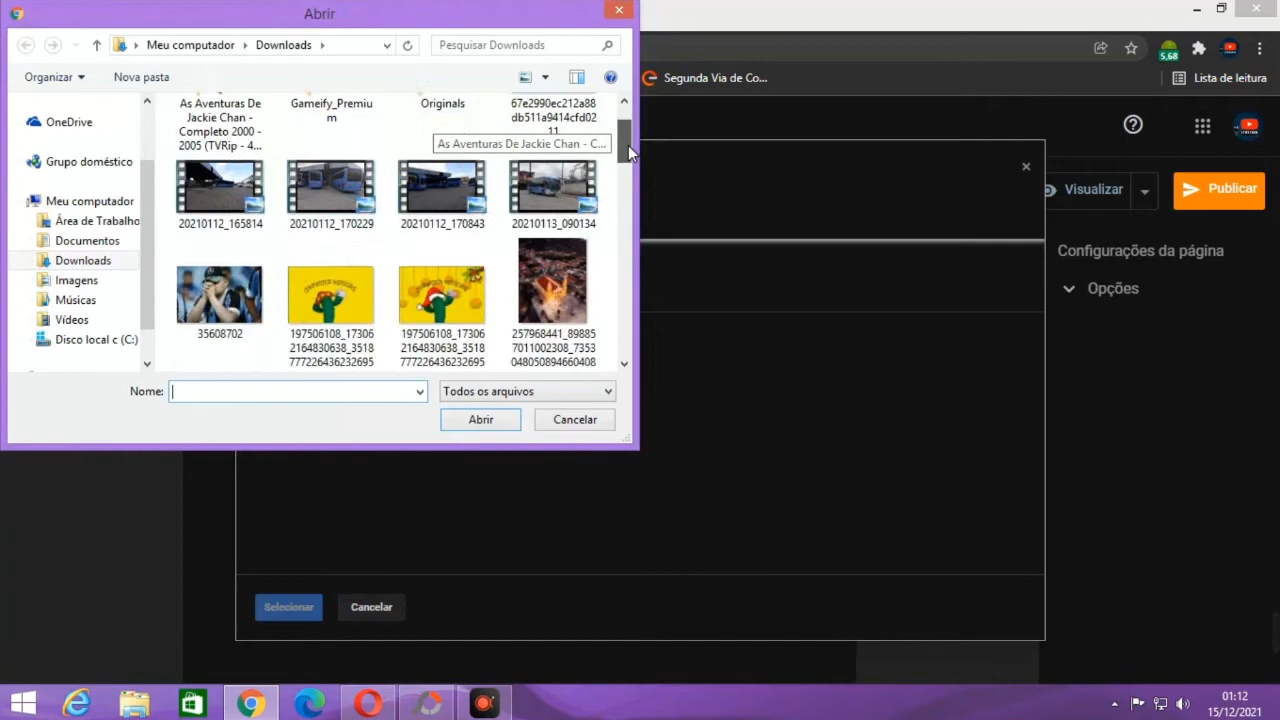 Abrir
Meu computador
Downloads
Pesquisar Downloads
Organizar
Nova pasta
Segunda Via de Co...
Lista de leitura
5,68
OneDrive
Grupo doméstico
Meu computador
Área de Trabalho
Documentos
Downloads
Imagens
Músicas
Vídeos
Disco local (C:)
As Aventuras De
Jackie Chan -
Completo 2000 -
2005 (TVRip - 4...
Gameify_Premiu
m
Originals
67e2990ec212a88
db511a9414cfd02
11
As Aventuras De Jackie Chan - C...
20210112_165814
20210112_170229
20210112_170843
20210113_090134
35608702
197506108_17306
2164830638_3518
777226436232695
197506108_17306
2164830638_3518
777226436232695
257968441_89885
7011002308_7353
048050894660408
Nome:
Todos os arquivos
Abrir
Cancelar
Visualizar
Publicar
Configurações da página
Opções
Selecionar
Cancelar
01:12
15/12/2021